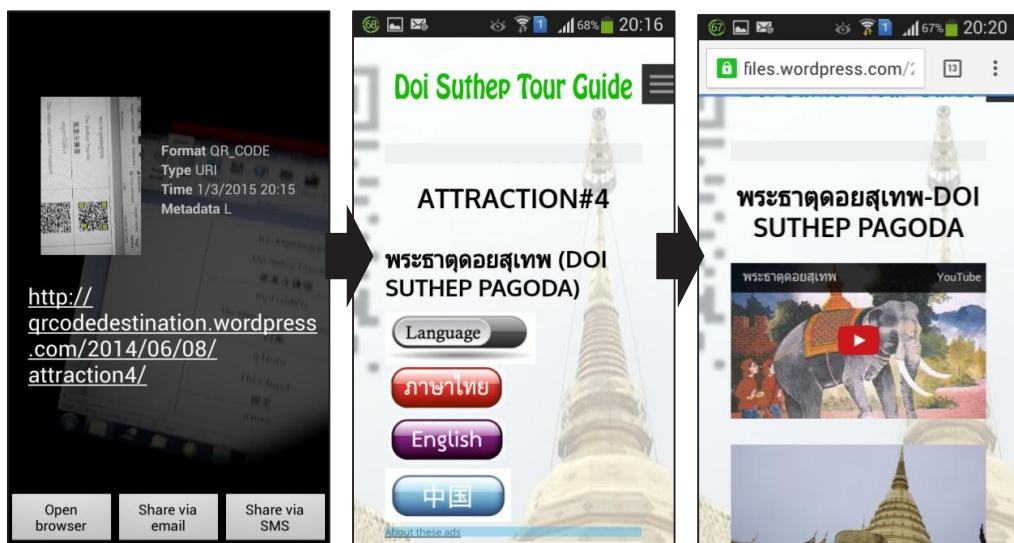 Format QR_CODE
Type URI
Time 1/3/2015 20:15
Metadata L
http://
qrcodedestination.wordpress
.com/2014/06/08/
attraction4/
Open
browser
Share via
email
Share via
SMS
68
1
68%
20:16
Doi Suthep Tour Guide
ATTRACTION#4
พระธาตุดอยสุเทพ (DOI
SUTHEP PAGODA)
Language
ภาษาไทย
English
中国
About these ads
67
1
67%
20:20
files.wordpress.com/2
13
พระธาตุดอยสุเทพ-DOI
SUTHEP PAGODA
พระธาตุดอยสุเทพ
YouTube